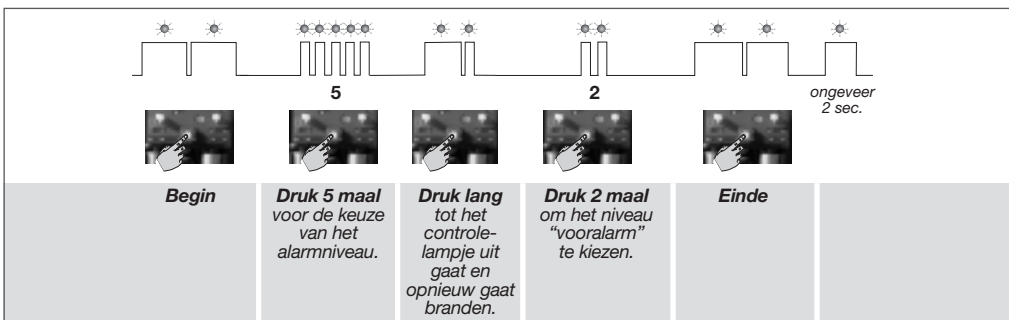 5
2
ongeveer
2 sec.
Begin
Druk 5 maal
voor de keuze
van het
alarmniveau.
Druk lang
tot het
controle-
lampje uit
gaat en
opnieuw gaat
branden.
Druk 2 maal
om het niveau
“vooralarm”
te kiezen.
Einde